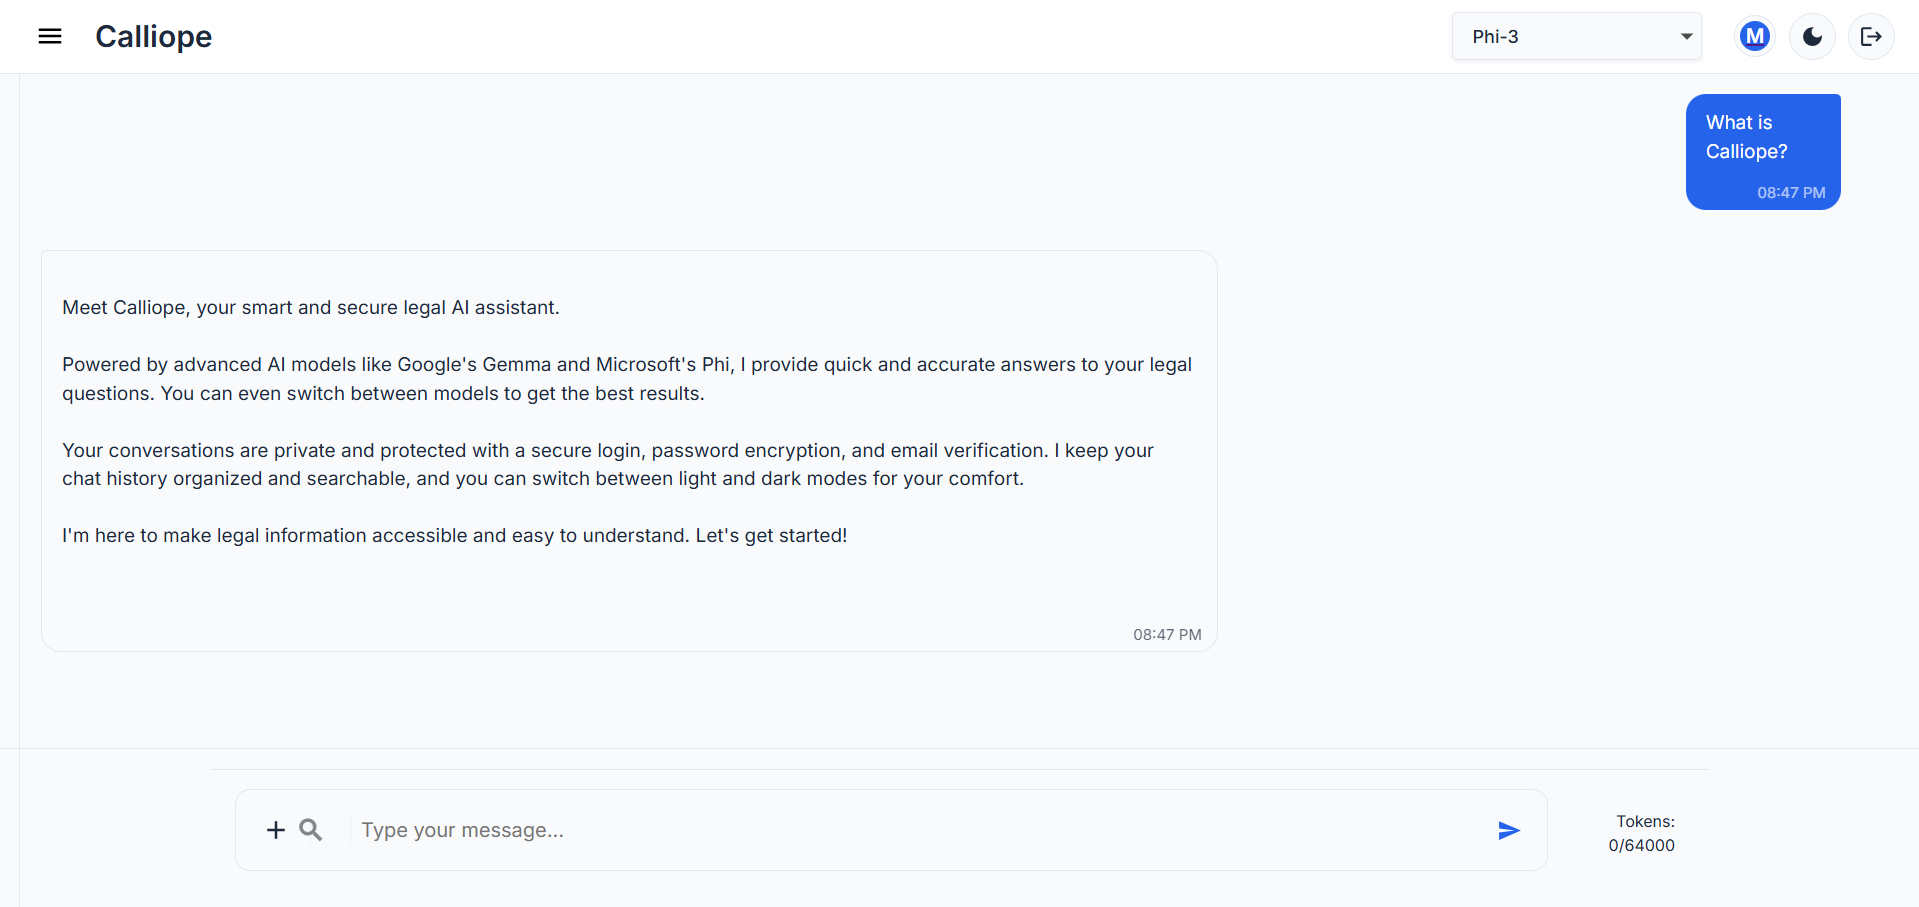 Calliope
Phi-3
M
What is
Calliope?
08:47 PM
Meet Calliope, your smart and secure legal AI assistant.
Powered by advanced AI models like Google's Gemma and Microsoft's Phi, I provide quick and accurate answers to your legal
questions. You can even switch between models to get the best results.
Your conversations are private and protected with a secure login, password encryption, and email verification. I keep your
chat history organized and searchable, and you can switch between light and dark modes for your comfort.
I'm here to make legal information accessible and easy to understand. Let's get started!
08:47 PM
Type your message...
Tokens:
0/64000